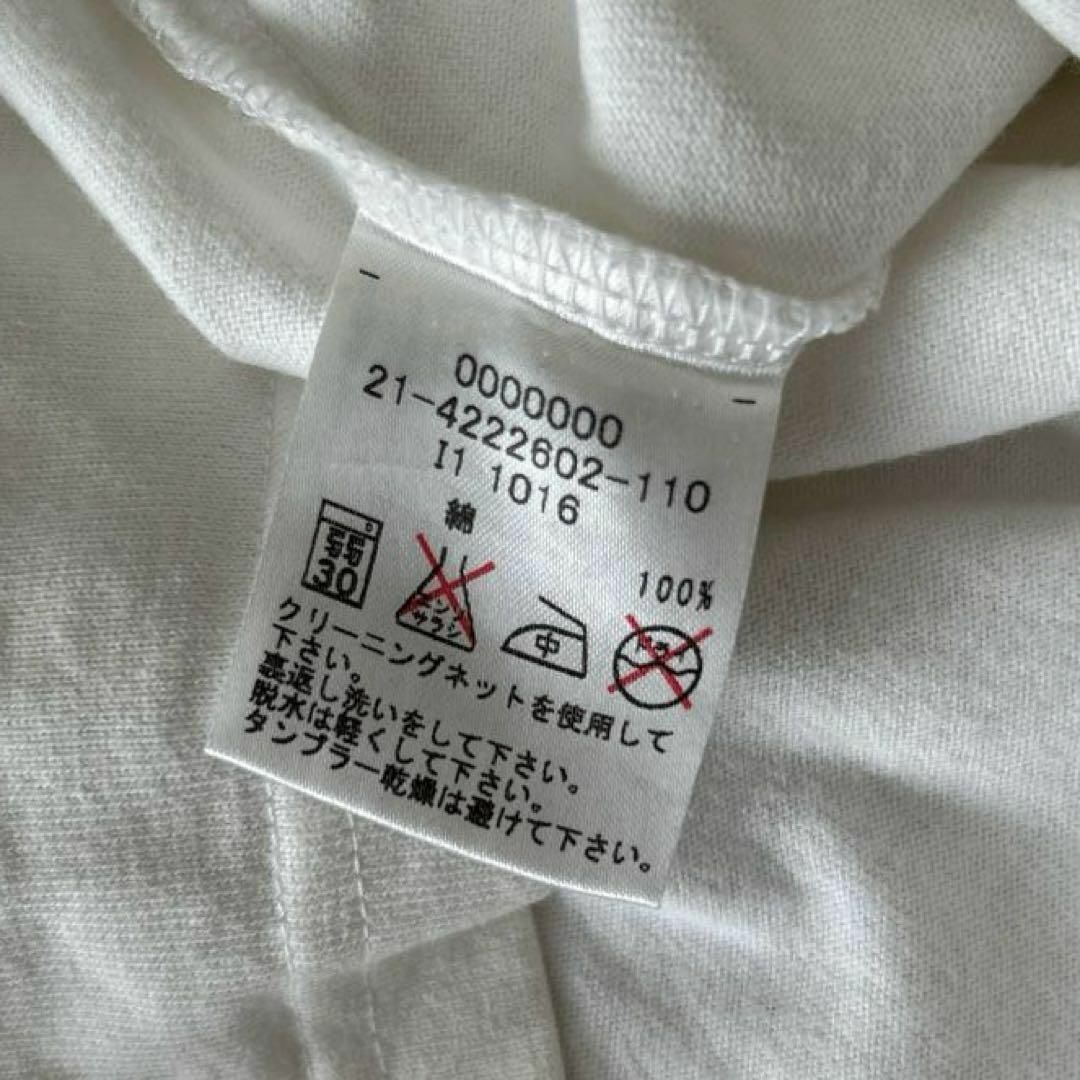 0000000
21-4222602-110
I1 1016
綿
100%
弱
30
エンソ
サラシ
中
ドライ
クリーニングネットを使用して
下さい。
裏返し洗いをして下さい。
脱水は軽くして下さい。
タンブラー乾燥は避けて下さい。